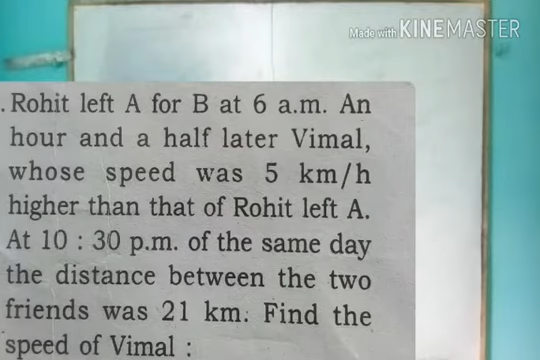 Made with KINEMASTER
. Rohit left A for B at 6 a.m. An
hour and a half later Vimal,
whose speed was 5 km/h
higher than that of Rohit left A.
At 10 : 30 p.m. of the same day
the distance between the two
friends was 21 km. Find the
speed of Vimal :